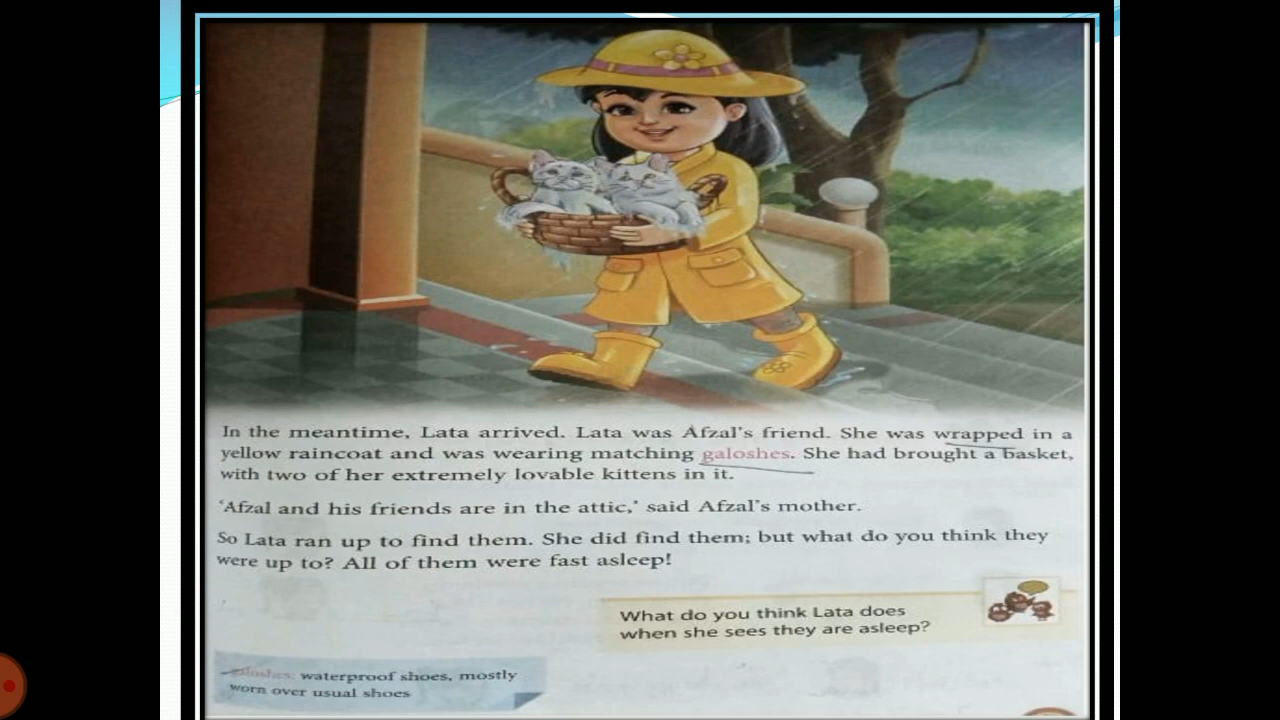 In the meantime, Lata arrived. Lata was Afzal's friend. She was wrapped in a
yellow raincoat and was wearing matching galoshes. She had brought a basket,
with two of her extremely lovable kittens in it.
'Afzal and his friends are in the attic,' said Afzal's mother.
So Lata ran up to find them. She did find them; but what do you think they
were up to? All of them were fast asleep!
What do you think Lata does
when she sees they are asleep?
galoshes: waterproof shoes, mostly
worn over usual shoes